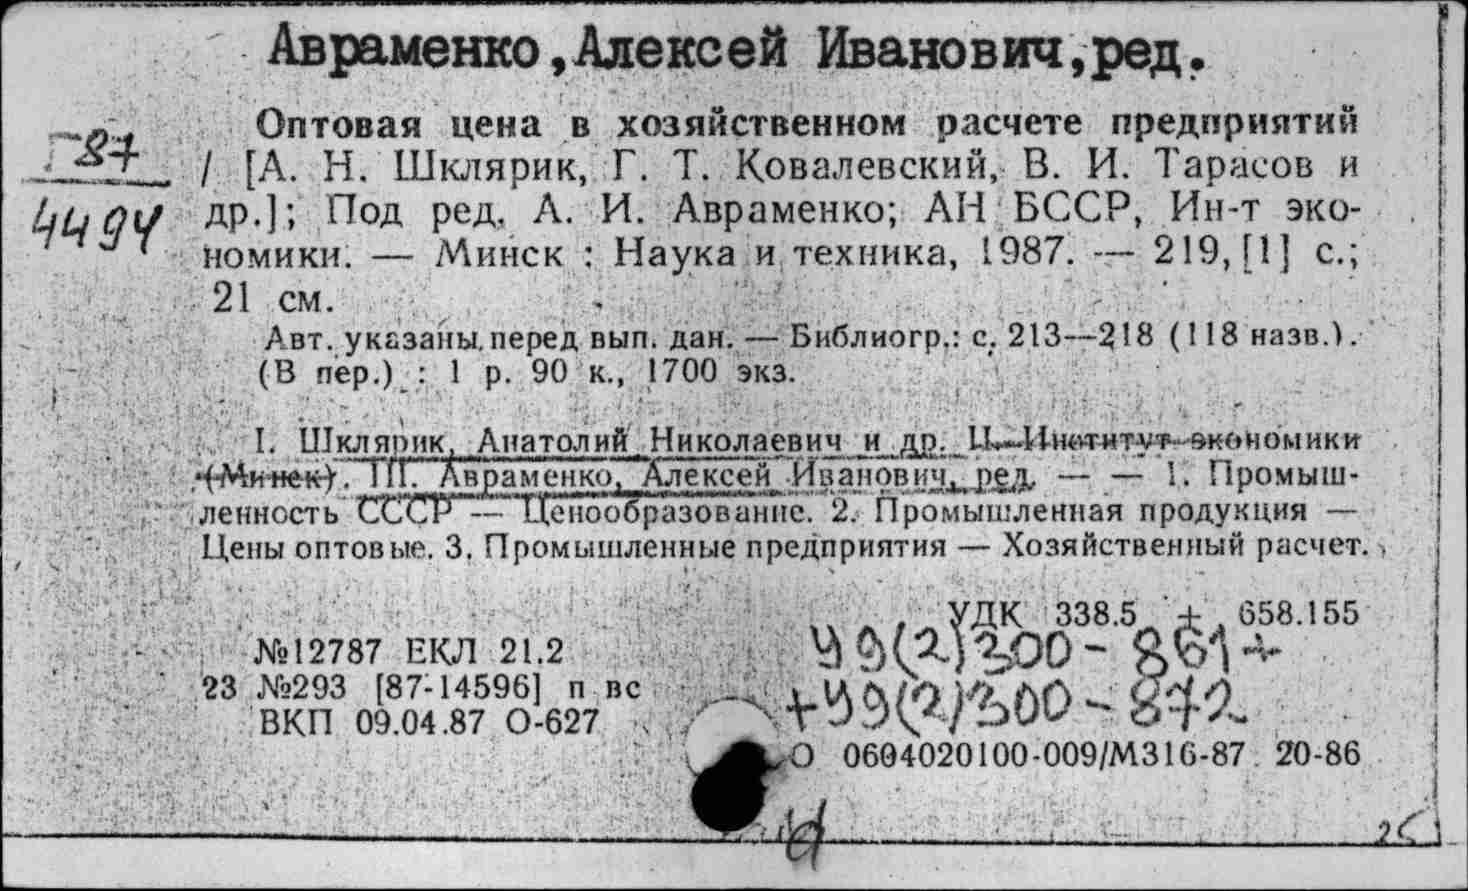 Авраменко,Алексей Иванович,ред.
Оптовая цена в хозяйственном расчете предприятий
Г87
/ [А. Н. Шклярик, Г. Т. Ковалевский, В. И. Тарасов и
4494
др.]; Под ред. А. И. Авраменко; АН БССР, Ин-т эко-
номики. — Минск : Наука и техника, 1987. — 219, [1] с.;
21 см.
Авт. указаны перед вып. дан. — Библиогр.: с. 213—218 (118 назв.).
(В пер.) : 1 р. 90 к., 1700 экз.
I. Шклярик, Анатолий Николаевич и др. II. Институт экономики
(Минск). III. Авраменко, Алексей Иванович, ред. — — 1. Промыш-
ленность СССР — Ценообразование. 2. Промышленная продукция —
Цены оптовые. 3. Промышленные предприятия — Хозяйственный расчет.
УДК 338.5 + 658.155
№12787 ЕКЛ 21.2
У9(2)300-861+
23 №293 [87-14596] п вс
+У9(2)300-872
ВКП 09.04.87 О-627
О 0604020100-009/М316-87 20-86
25